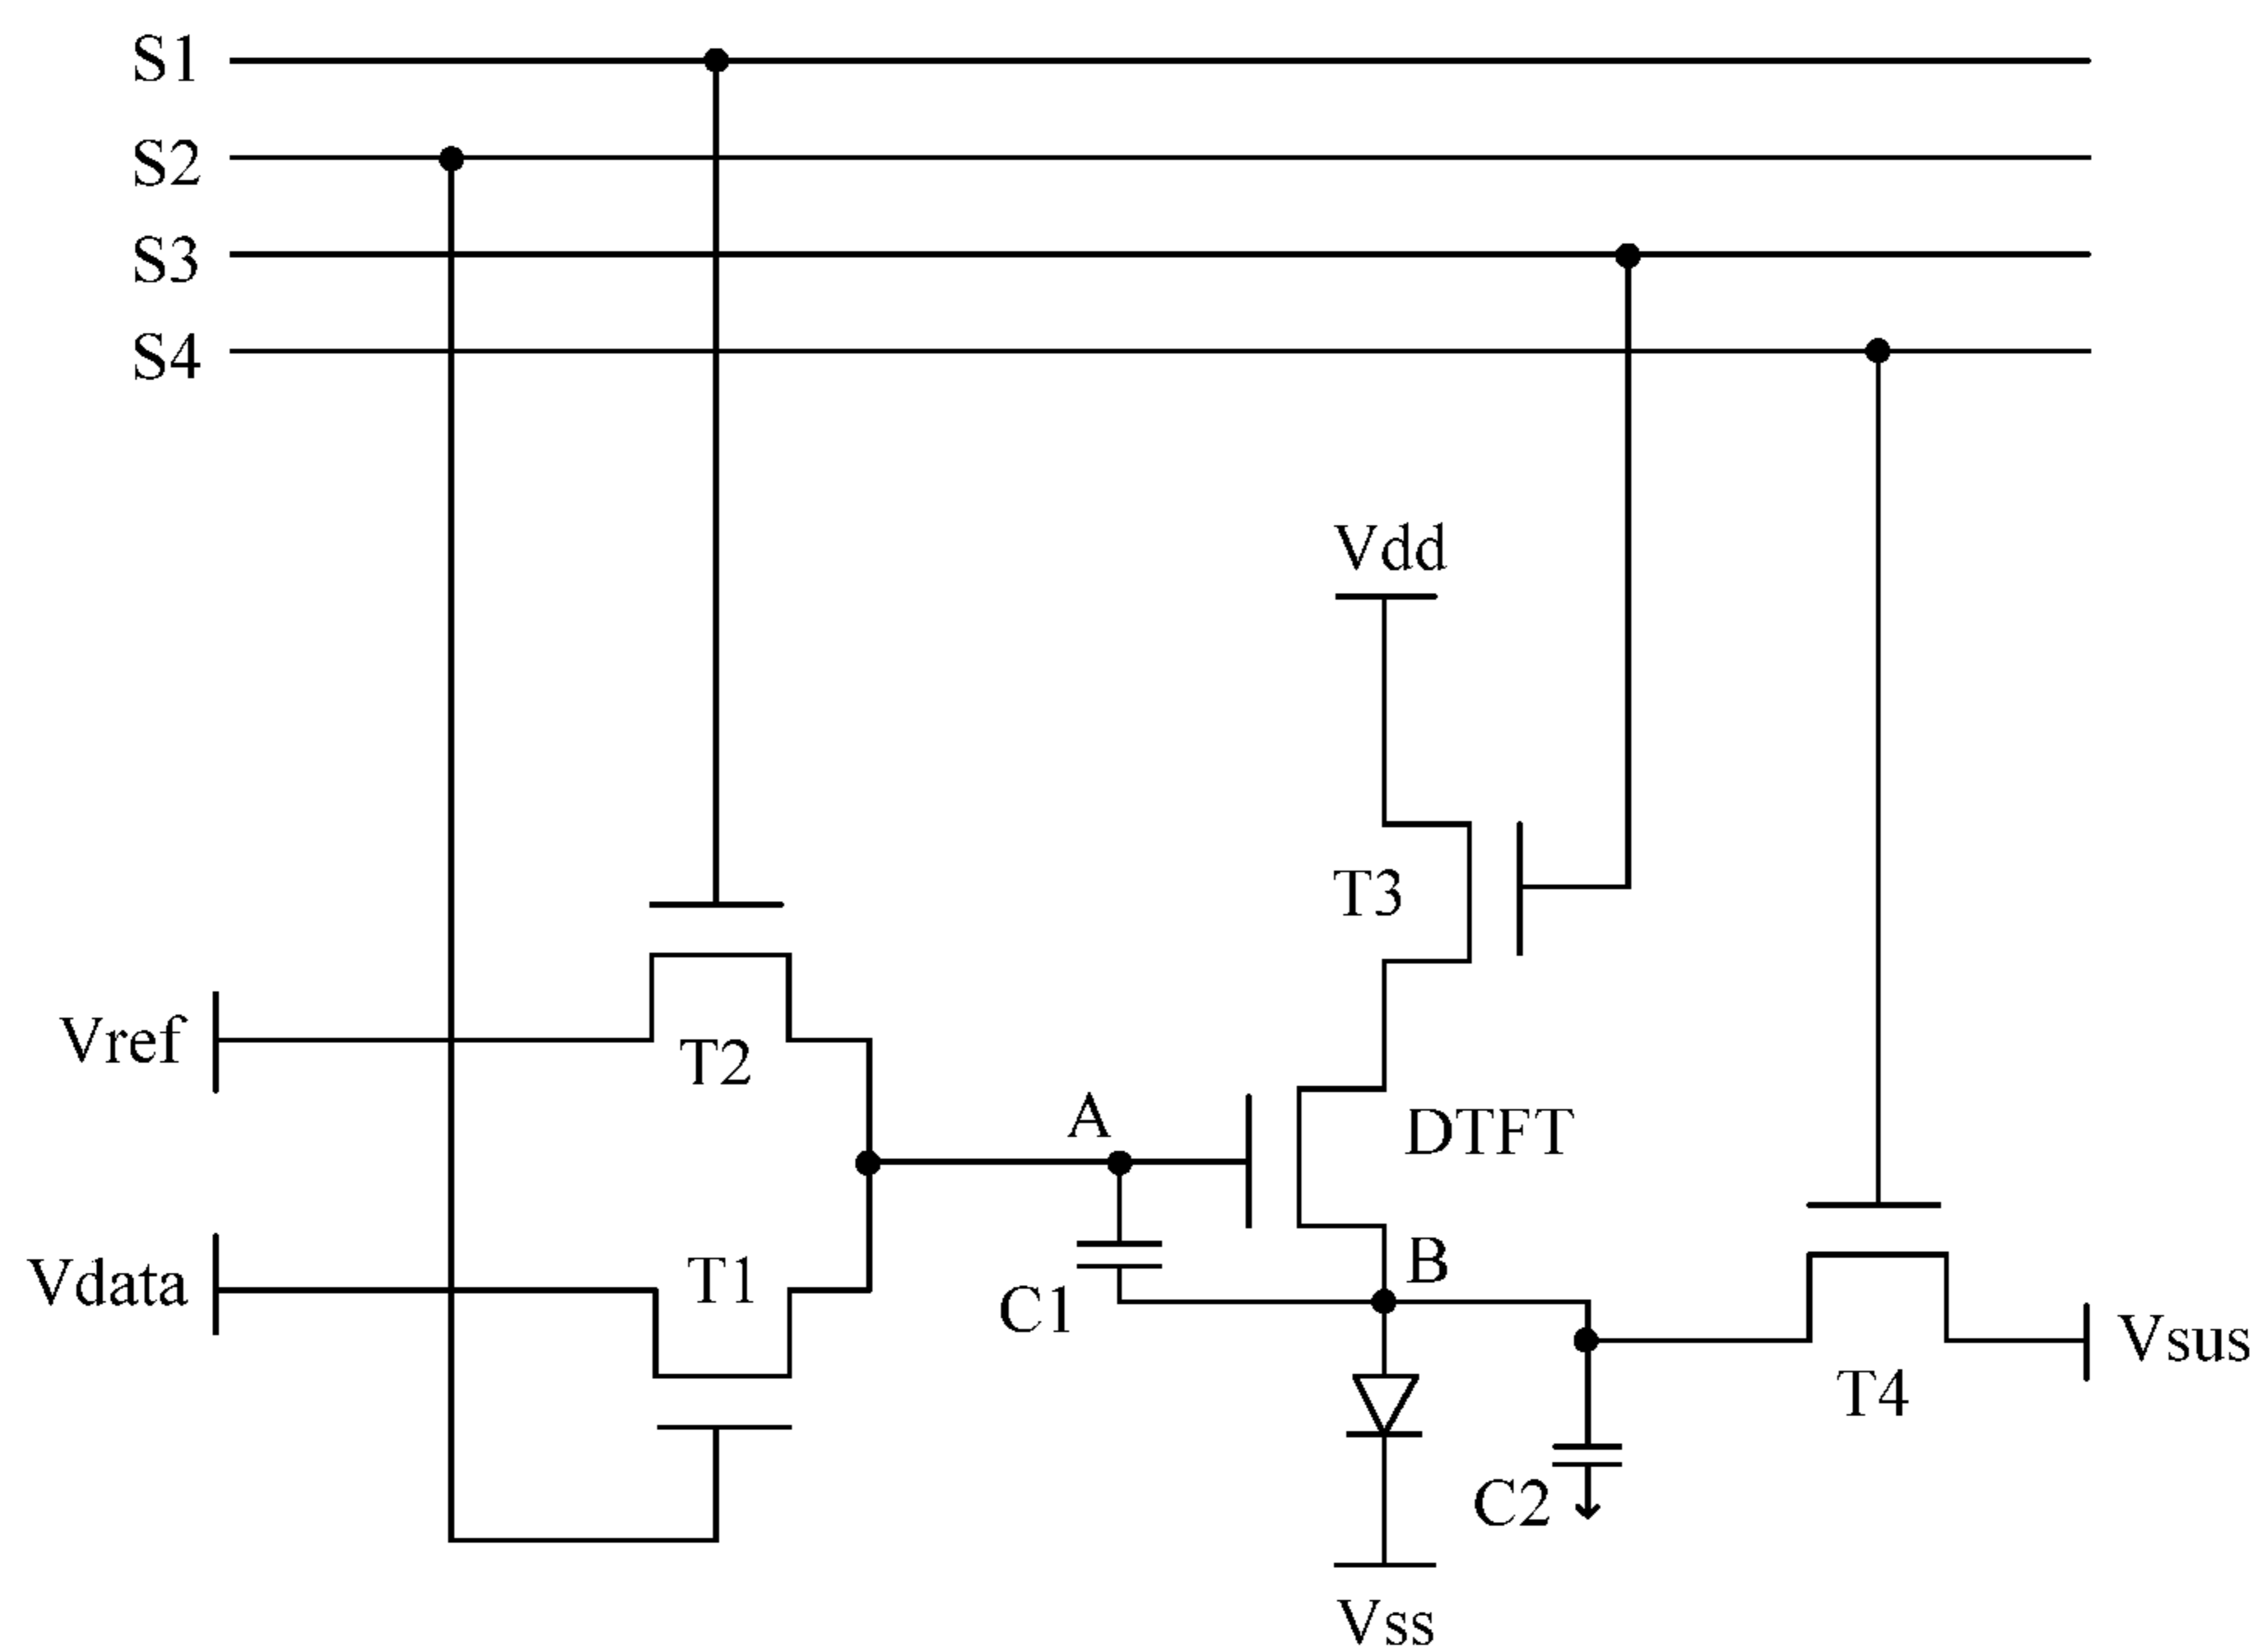 S1
S2
S3
S4
Vdd
T3
Vref
T2
A
DTFT
Vdata
T1
C1
B
Vsus
T4
C2
Vss